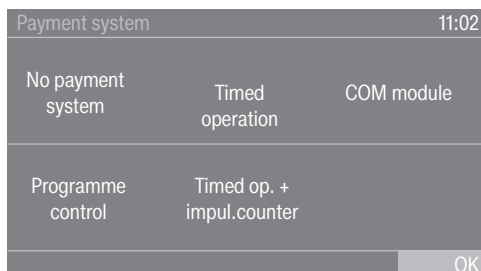 Payment system 11:02
No payment
system
Timed
operation
COM module
Programme
control
Timed op. +
impul.counter
OK